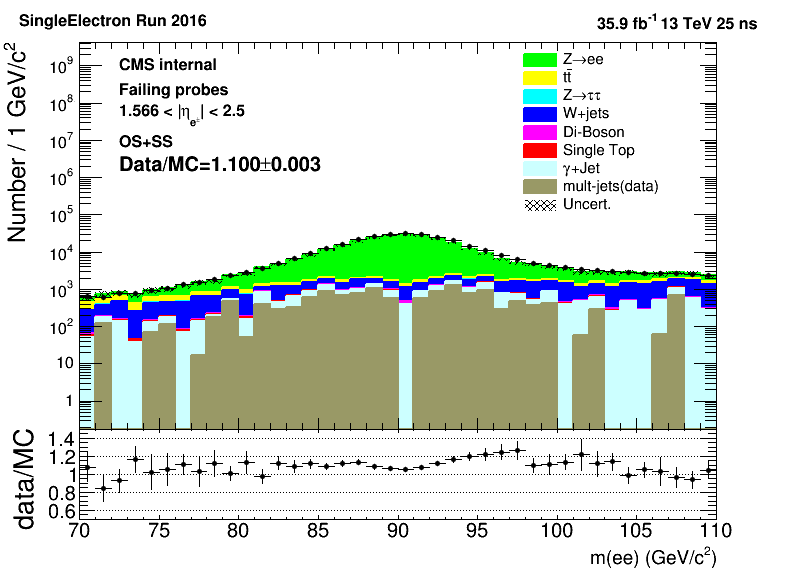 SingleElectron Run 2016
35.9 fb⁻¹ 13 TeV 25 ns
CMS internal
Failing probes
1.566 < |η_e±| < 2.5
OS+SS
Data/MC=1.100±0.003
Z→ee
tt̄
Z→ττ
W+jets
Di-Boson
Single Top
γ+Jet
mult-jets(data)
Uncert.
Number / 1 GeV/c²
10⁹
10⁸
10⁷
10⁶
10⁵
10⁴
10³
10²
10
1
data/MC
1.4
1.2
1
0.8
0.6
70 75 80 85 90 95 100 105 110
m(ee) (GeV/c²)